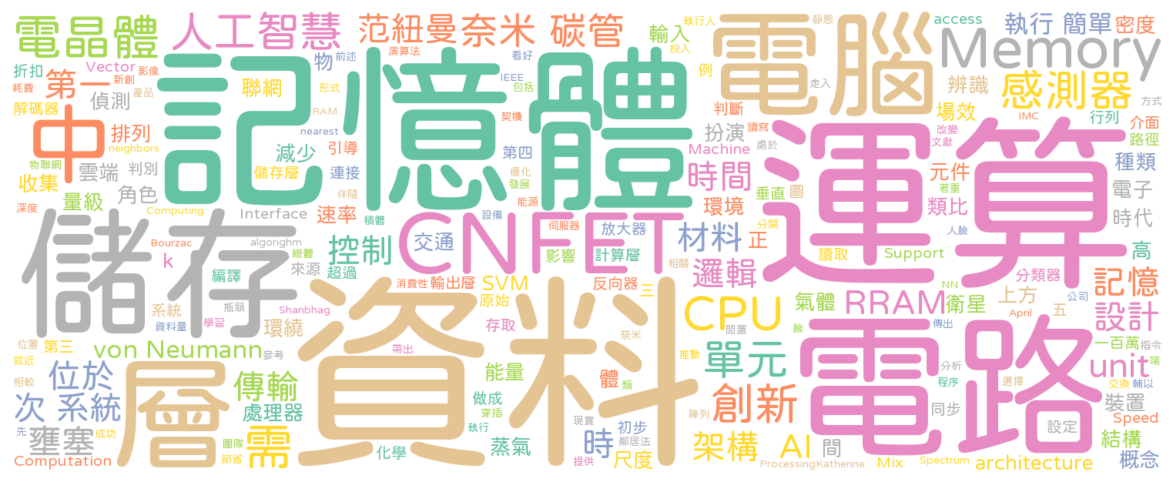 電晶體 人工智慧 范紐曼 奈米 碳管 輸入 執行人 靜態 access 執行 簡單 密度
折扣 Vector 新創 影像 第一 物 前述 演算法 看好 投入 電腦 Memory
耗費 產品 聯網 IEEE 包括 例 走入 辨識 感測器 方式
解碼器 偵測 形式 RAM 記憶體 契機 判斷 讀寫 場效 行列
中 排列 nearest 引導 扮演 處於 改變 IMC 介面
物聯網 neighbors 減少 第四 優化 Machine 文獻 路徑
雲端 判別 儲存層 連接 發展 時間 垂直 圖 元件 種類
收集 角色 伴隨 能源 運算 著重 電子
深度 量級 Computing Interface 速率 積體 設備 環境 類比 時代
儲存 CNFET 伺服器 放大器 材料 分開 人臉
Bourzac algorighm 總體 控制 交通 影響 計算層 正 讀取 Support 高
k 編譯 來源 超過 相關 邏輯 NN 分類器 記憶
系統 瓶頸 Shanbhag 消費性 輸出層 SVM 反向器 三 氣體 RRAM 衛星 上方 公司
資料量 學習 環繞 原始 CPU 閒置 April 五 設計
位置 第三 von Neumann 參考 存取 奈米 臉 傳出 一百萬 指令
就近 帶出 單元 電路 端
位於 層 傳輸 資料 能量 體 類 推動 分析 unit
相較 處理器 做成 創新 程序 選擇 交換 輔以
次 系統 穿插 現實 陣列 同步 裝置
先 成功 需 執行 初步 設定 Speed
壅塞 團隊 時 鄰居法 架構 AI 間 結構
Computation 節省 化學 蒸氣 提供 尺度 ProcessingKatherine Mix Spectrum architecture 概念